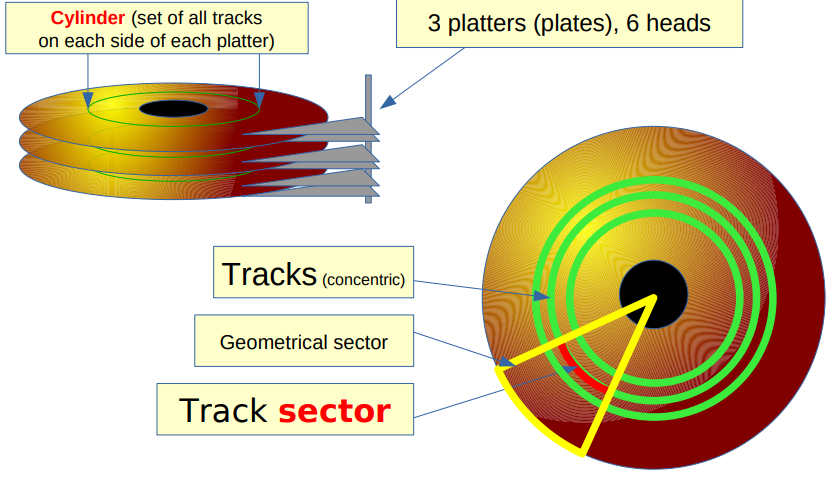 Cylinder (set of all tracks
on each side of each platter)
3 platters (plates), 6 heads
Tracks (concentric)
Geometrical sector
Track sector